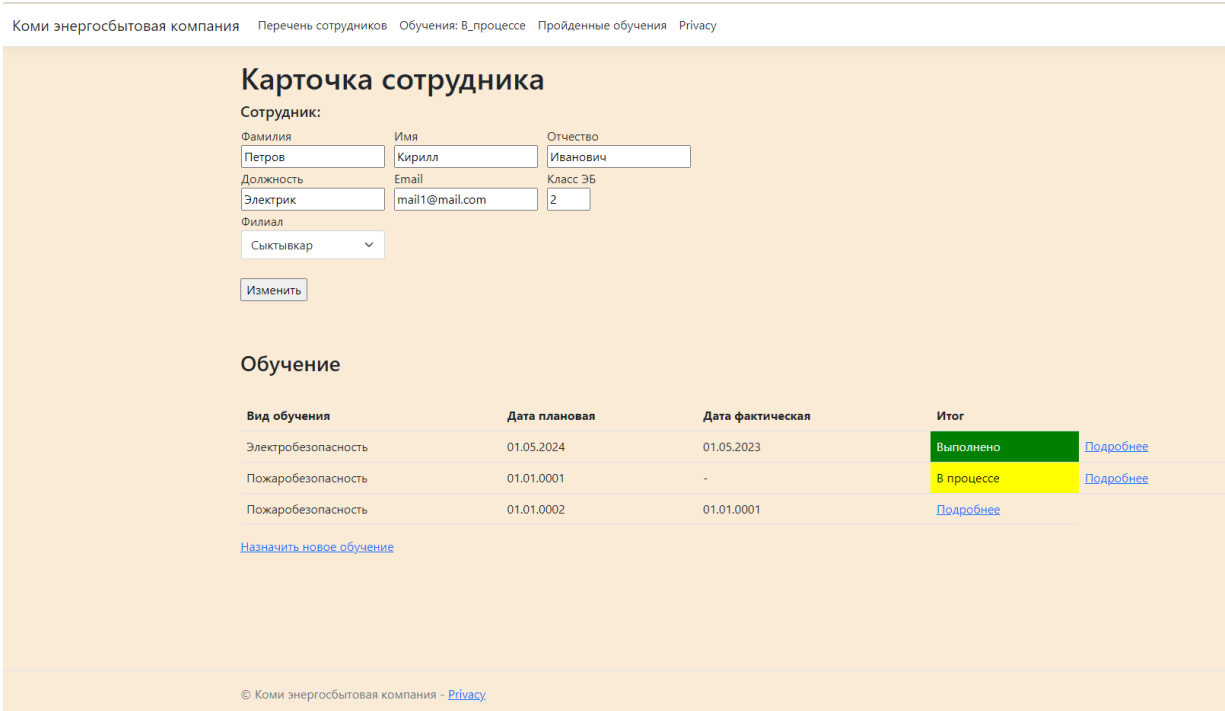 Коми энергосбытовая компания Перечень сотрудников Обучения: В_процессе Пройденные обучения Privacy
Карточка сотрудника
Сотрудник:
Фамилия Имя Отчество
Петров Кирилл Иванович
Должность Email Класс ЭБ
Электрик mail1@mail.com 2
Филиал
Сыктывкар
Изменить
Обучение
Вид обучения Дата плановая Дата фактическая Итог
Электробезопасность 01.05.2024 01.05.2023 Выполнено Подробнее
Пожаробезопасность 01.01.0001 - В процессе Подробнее
Пожаробезопасность 01.01.0002 01.01.0001 Подробнее
Назначить новое обучение
© Коми энергосбытовая компания - Privacy